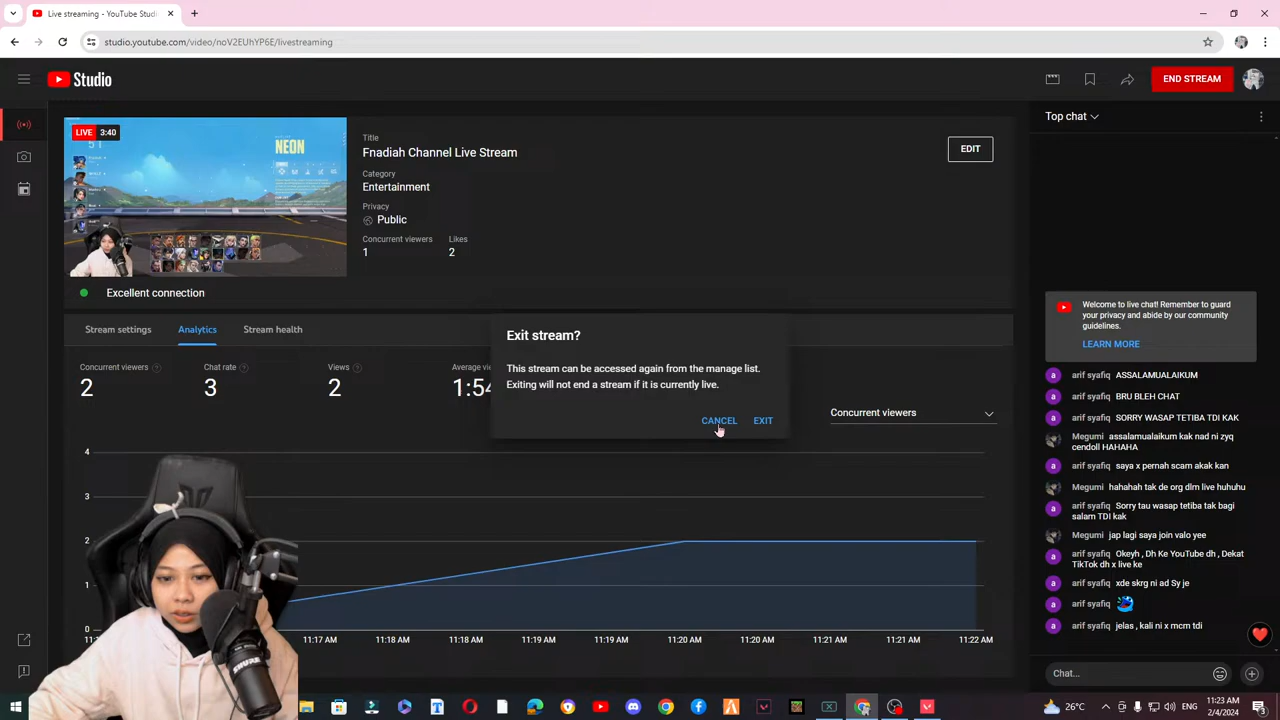 Live streaming - YouTube Studi
studio.youtube.com/video/noV2EUhYP6E/livestreaming
Studio
END STREAM
LIVE 3:40
NEON
Title
Fnadiah Channel Live Stream
EDIT
Category
Entertainment
Privacy
Public
Concurrent viewers
Likes
1
2
Excellent connection
Stream settings
Analytics
Stream health
Concurrent viewers
2
Chat rate
3
Views
2
Average vi
1:54
Exit stream?
This stream can be accessed again from the manage list.
Exiting will not end a stream if it is currently live.
CANCEL
EXIT
Concurrent viewers
4
3
2
1
0
11:17 AM
11:18 AM
11:18 AM
11:19 AM
11:19 AM
11:20 AM
11:20 AM
11:21 AM
11:21 AM
11:22 AM
Top chat
Welcome to live chat! Remember to guard
your privacy and abide by our community
guidelines.
LEARN MORE
arif syafiq ASSALAMUALAIKUM
arif syafiq BRU BLEH CHAT
arif syafiq SORRY WASAP TETIBA TDI KAK
Megumi assalamualaikum kak nad ni zyq
cendoll HAHAHA
arif syafiq saya x pernah scam akak kan
Megumi hahahah tak de org dlm live huhuhu
arif syafiq Sorry tau wasap tetiba tak bagi
salam TDI kak
Megumi jap lagi saya join valo yee
arif syafiq Okeyh , Dh Ke YouTube dh , Dekat
TikTok dh x live ke
arif syafiq xde skrg ni ad Sy je
arif syafiq
arif syafiq jelas , kali ni x mcm tdi
Chat...
SHURE
26°C
11:23 AM
2/4/2024